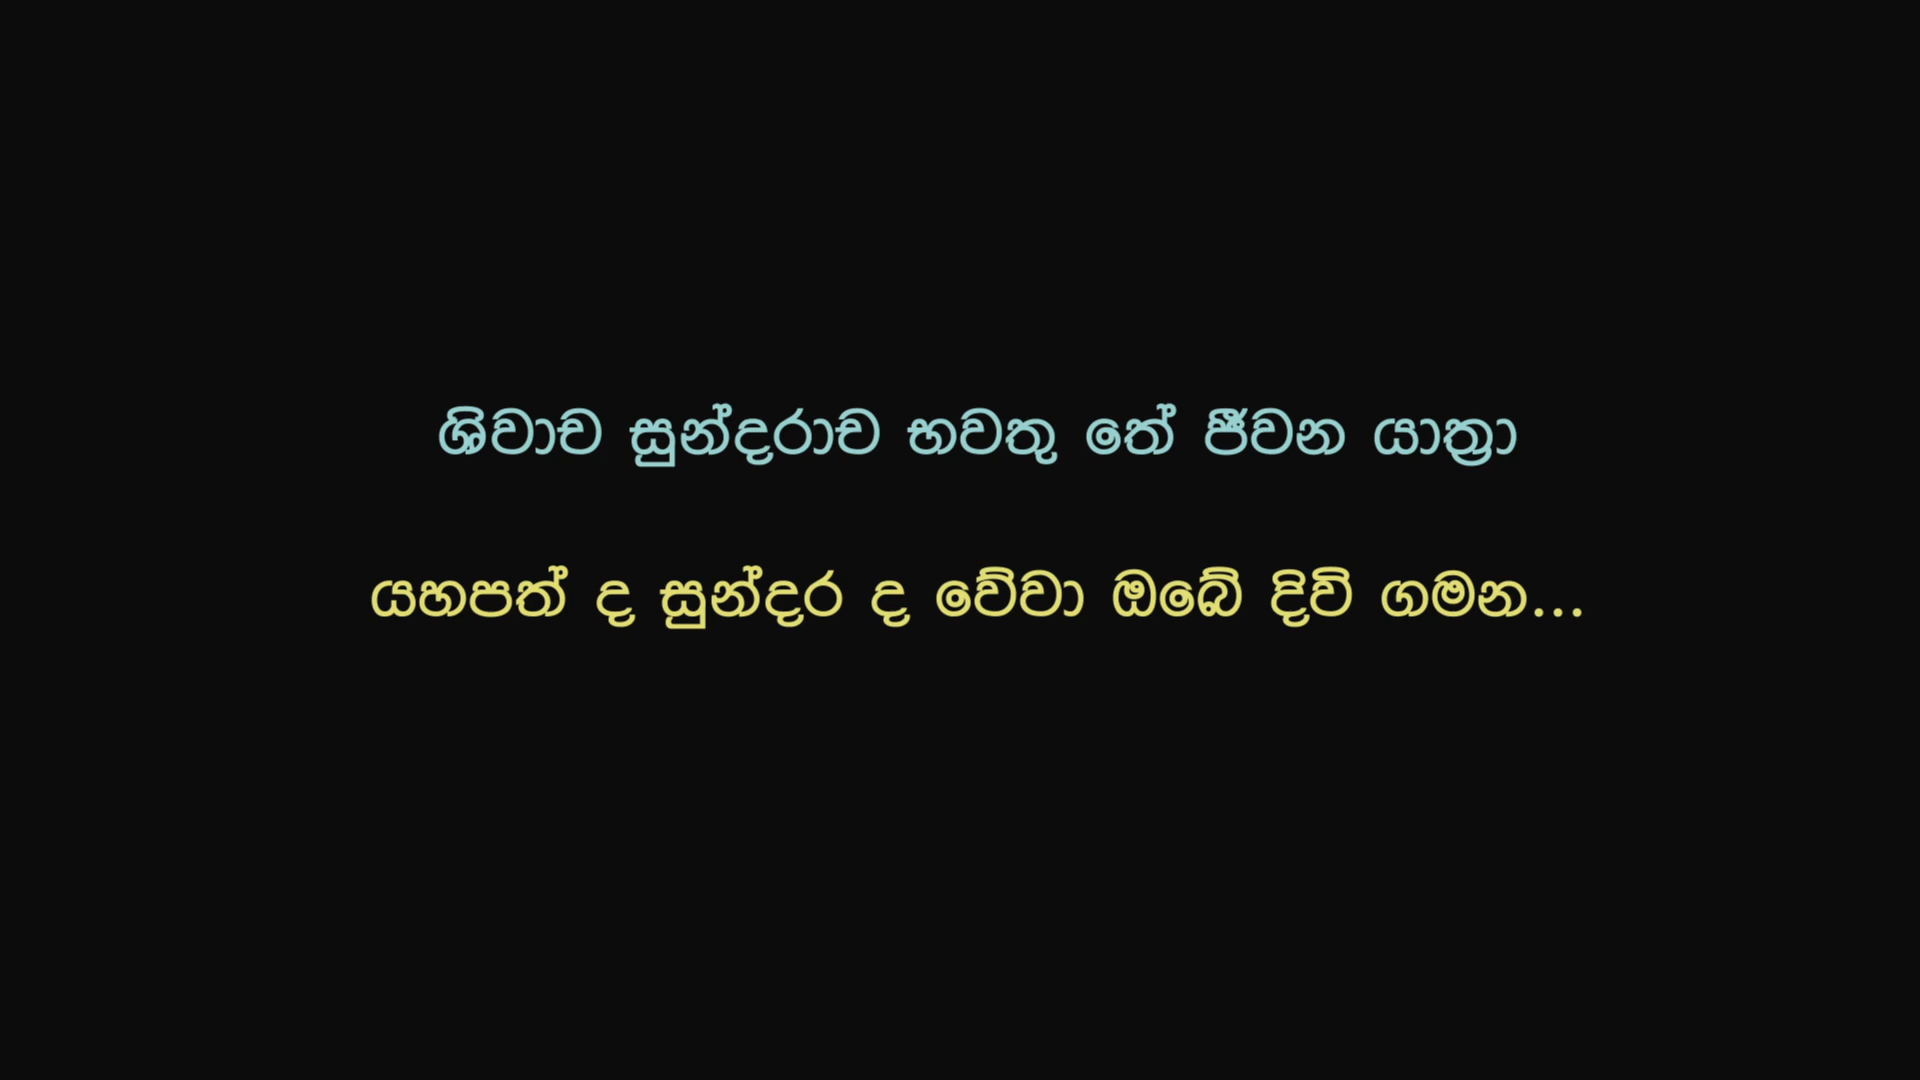 ශිවාච සුන්දරාච භවතු තේ ජීවන යාත්‍රා
යහපත් ද සුන්දර ද වේවා ඔබේ දිවි ගමන...